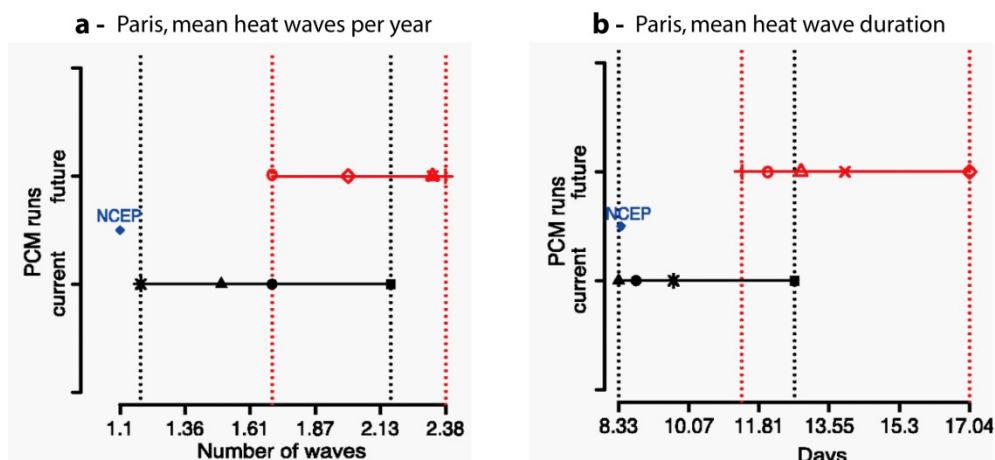 a - Paris, mean heat waves per year
PCM runs
current future
NCEP
1.1 1.36 1.61 1.87 2.13 2.38
Number of waves
b - Paris, mean heat wave duration
PCM runs
current future
NCEP
8.33 10.07 11.81 13.55 15.3 17.04
Days